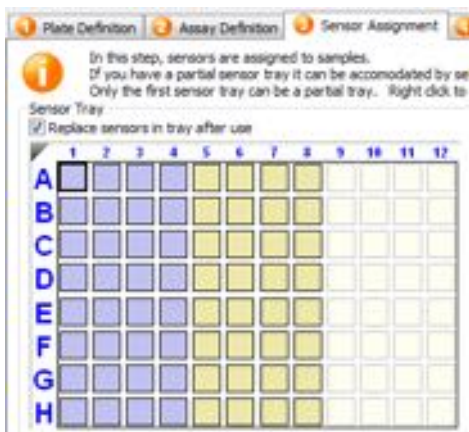 1 Plate Definition 2 Assay Definition 3 Sensor Assignment
In this step, sensors are assigned to samples.
If you have a partial sensor tray it can be accomodated by se
Only the first sensor tray can be a partial tray. Right click to
Sensor Tray
Replace sensors in tray after use
1 2 3 4 5 6 7 8 9 10 11 12
A
B
C
D
E
F
G
H